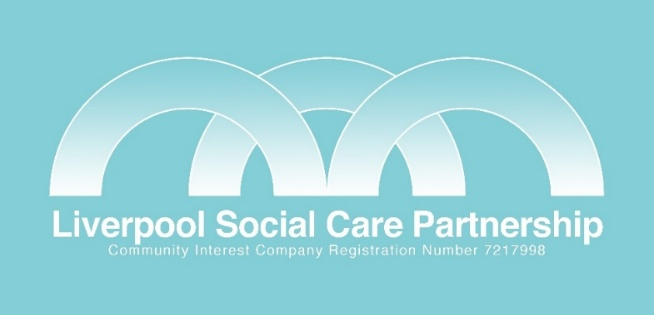 Liverpool Social Care Partnership
Community Interest Company Registration Number 7217998